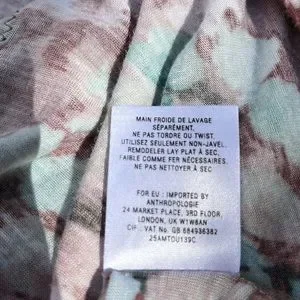 MAIN FROIDE DE LAVAGE
SÉPARÉMENT.
NE PAS TORDRE OU TWIST.
UTILISEZ SEULEMENT NON-JAVEL.
REMODELER LAY PLAT À SEC.
FAIBLE COMME FER NÉCESSAIRES.
NE PAS NETTOYER À SEC
FOR EU : IMPORTED BY
ANTHROPOLOGIE
24 MARKET PLACE, 3RD FLOOR,
LONDON, UK W1W8AN
CIF : VAT No. GB 684936382
25AMTOU139C